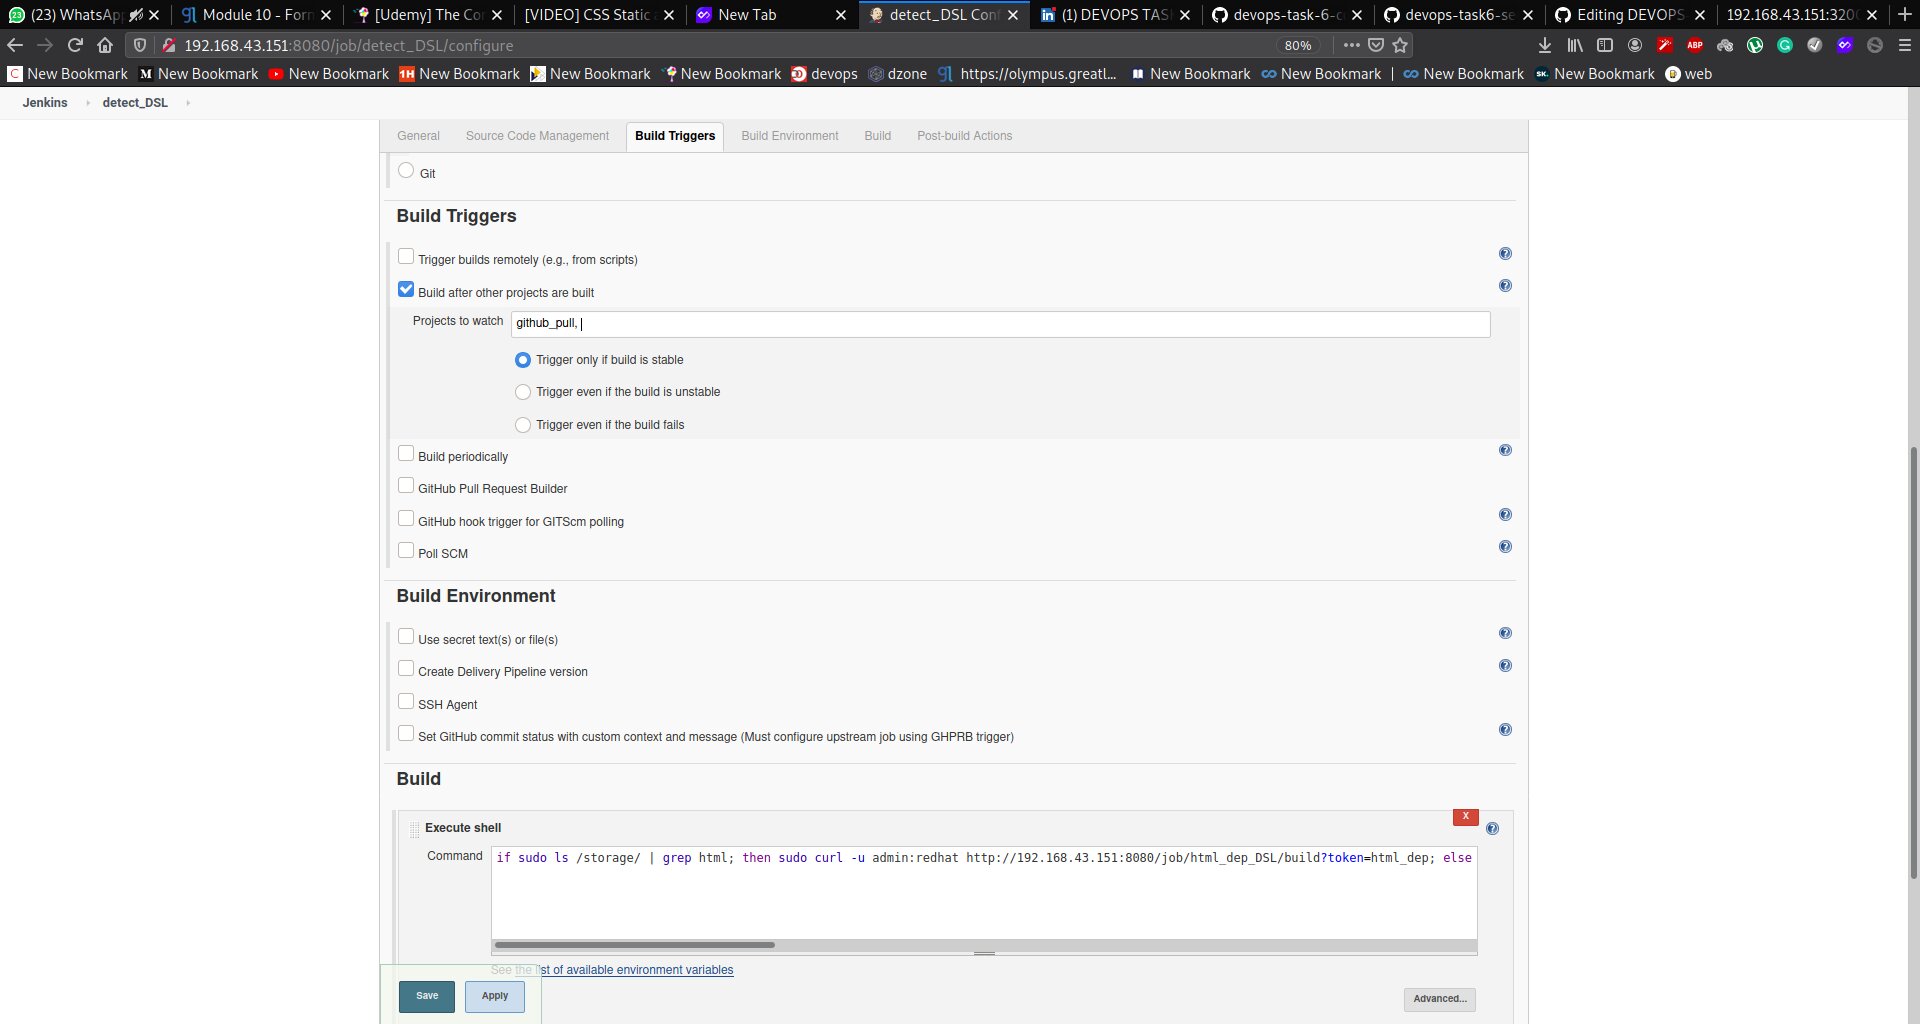 (23) WhatsAp
Module 10 - Forn
[Udemy] The Co
[VIDEO] CSS Static
New Tab
detect_DSL Con
(1) DEVOPS TAS
devops-task-6-c
devops-task6-se
Editing DEVOPS
192.168.43.151:320
192.168.43.151:8080/job/detect_DSL/configure
80%
ABP
New Bookmark
M New Bookmark
New Bookmark
1H New Bookmark
New Bookmark
New Bookmark
devops
dzone
https://olympus.greatl...
New Bookmark
New Bookmark
|
New Bookmark
SK. New Bookmark
web
Jenkins
detect_DSL
General
Source Code Management
Build Triggers
Build Environment
Build
Post-build Actions
Git
Build Triggers
Trigger builds remotely (e.g., from scripts)
Build after other projects are built
Projects to watch
github_pull,
Trigger only if build is stable
Trigger even if the build is unstable
Trigger even if the build fails
Build periodically
GitHub Pull Request Builder
GitHub hook trigger for GITScm polling
Poll SCM
Build Environment
Use secret text(s) or file(s)
Create Delivery Pipeline version
SSH Agent
Set GitHub commit status with custom context and message (Must configure upstream job using GHPRB trigger)
Build
X
Execute shell
Command
if sudo ls /storage/ | grep html; then sudo curl -u admin:redhat http://192.168.43.151:8080/job/html_dep_DSL/build?token=html_dep; else
See the list of available environment variables
Save
Apply
Advanced...